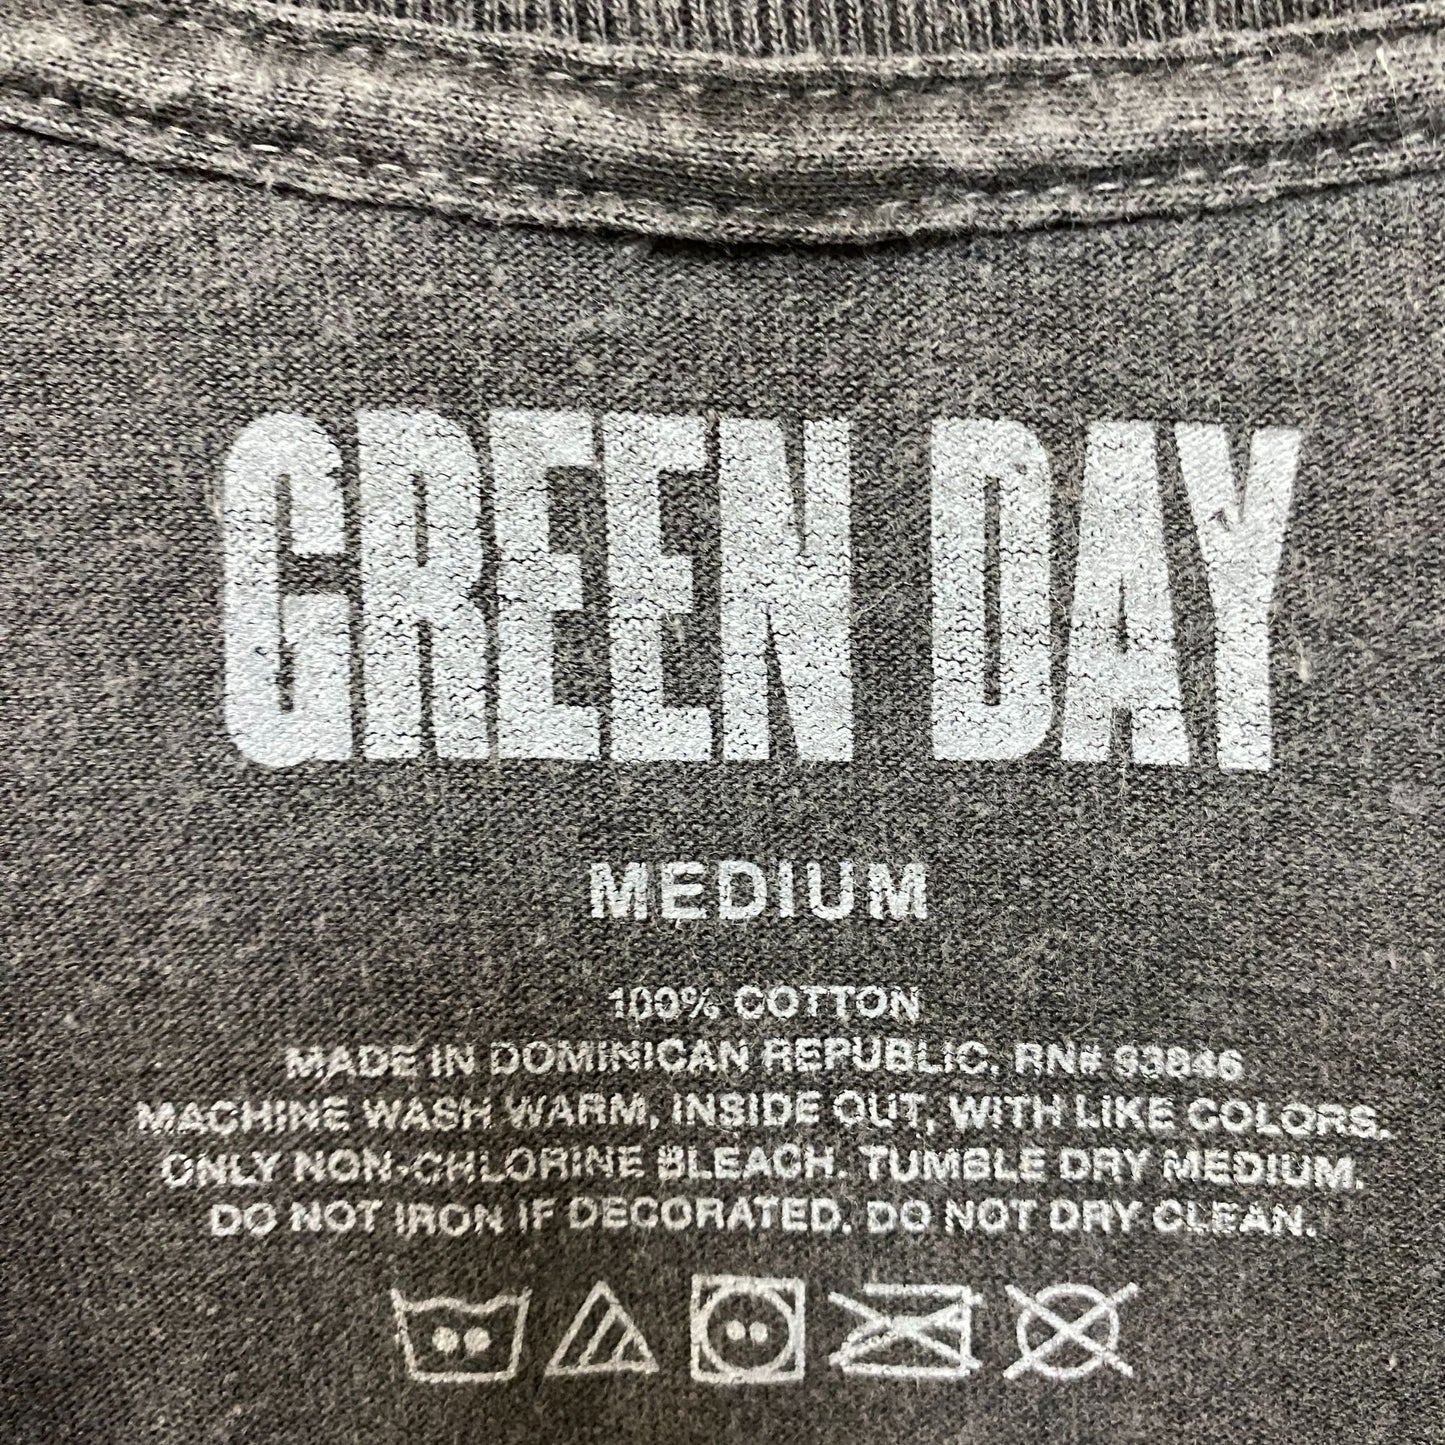 GREEN DAY
MEDIUM
100% COTTON
MADE IN DOMINICAN REPUBLIC. RN# 93846
MACHINE WASH WARM, INSIDE OUT, WITH LIKE COLORS.
ONLY NON-CHLORINE BLEACH. TUMBLE DRY MEDIUM.
DO NOT IRON IF DECORATED. DO NOT DRY CLEAN.